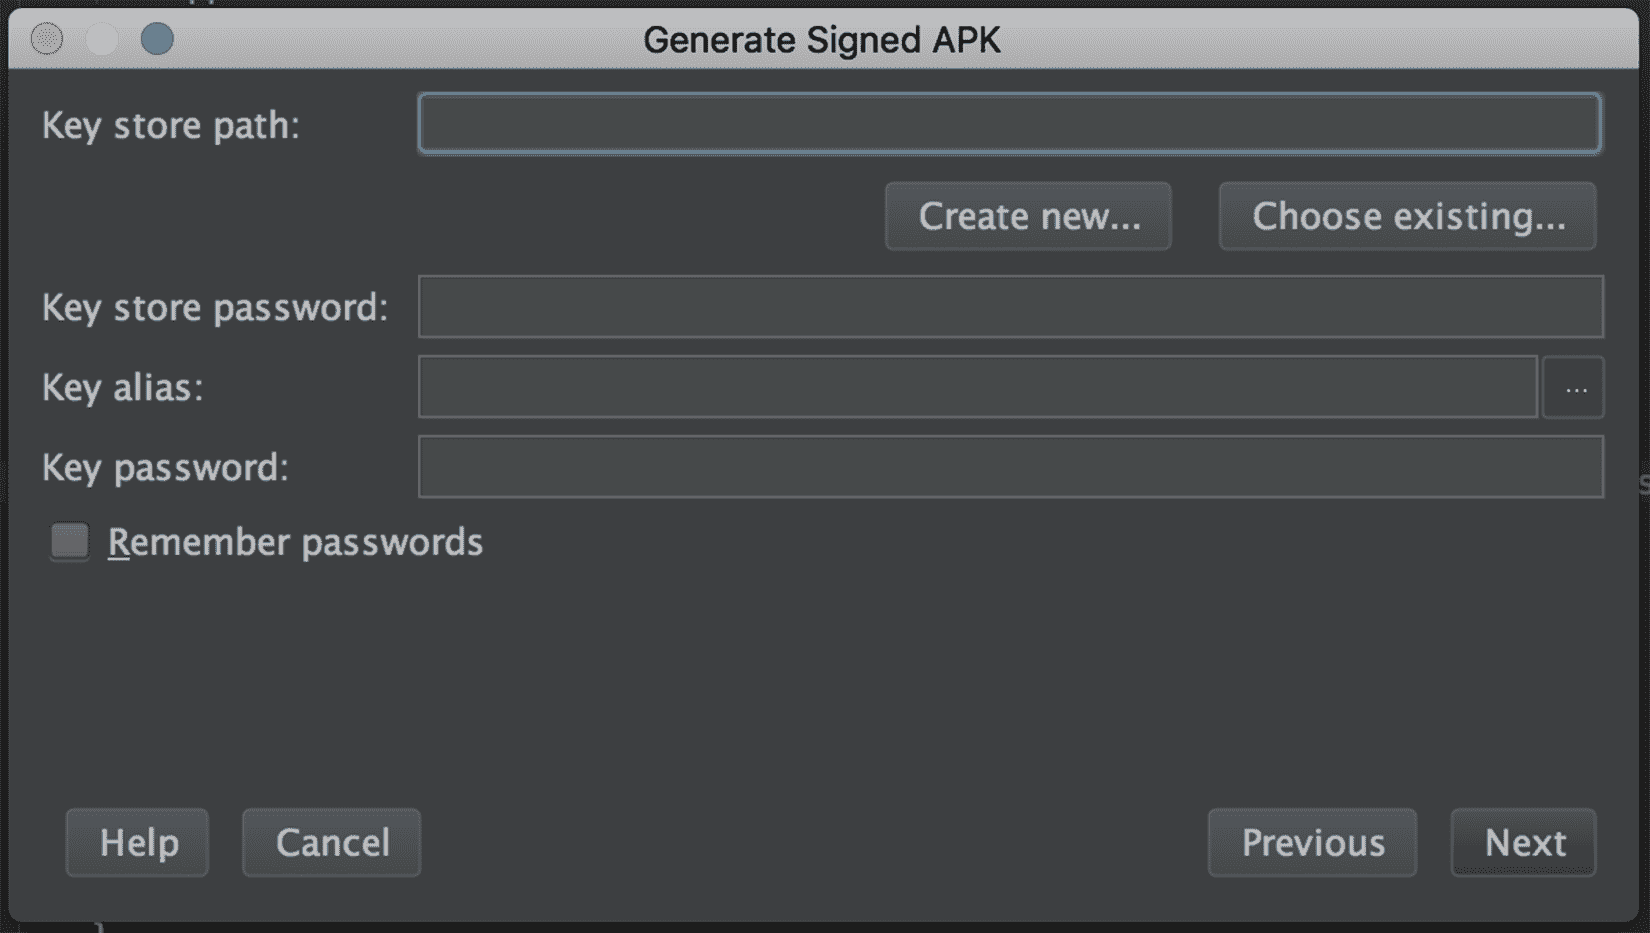 Generate Signed APK
Key store path:
Create new...
Choose existing...
Key store password:
Key alias:
...
Key password:
Remember passwords
Help
Cancel
Previous
Next